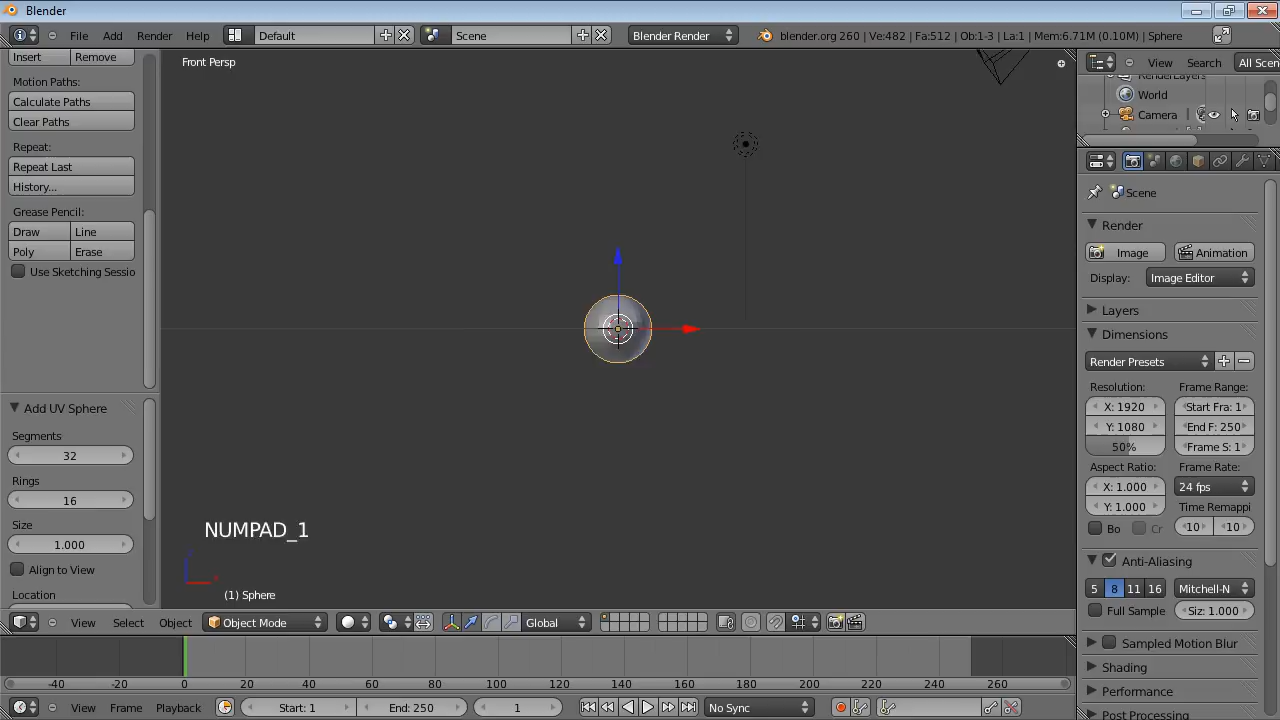 Blender
File Add Render Help Default Scene Blender Render blender.org 260 | Ve:482 | Fa:512 | Ob:1-3 | La:1 | Mem:6.71M (0.10M) | Sphere
Insert Remove
Motion Paths:
Calculate Paths
Clear Paths
Repeat:
Repeat Last
History...
Grease Pencil:
Draw Line
Poly Erase
Use Sketching Sessio
Add UV Sphere
Segments
32
Rings
16
Size
1.000
Align to View
Location
Front Persp
NUMPAD_1
(1) Sphere
View Select Object Object Mode Global
-40 -20 0 20 40 60 80 100 120 140 160 180 200 220 240 260
View Frame Playback Start: 1 End: 250 1 No Sync
View Search All Scen
RenderLayers
World
Camera
Scene
Render
Image Animation
Display: Image Editor
Layers
Dimensions
Render Presets
Resolution: Frame Range:
X: 1920 Start Fra: 1
Y: 1080 End F: 250
50% Frame S: 1
Aspect Ratio: Frame Rate:
X: 1.000 24 fps
Y: 1.000 Time Remappi
Bo Cr 10 10
Anti-Aliasing
5 8 11 16 Mitchell-N
Full Sample Siz: 1.000
Sampled Motion Blur
Shading
Performance
Post Processing